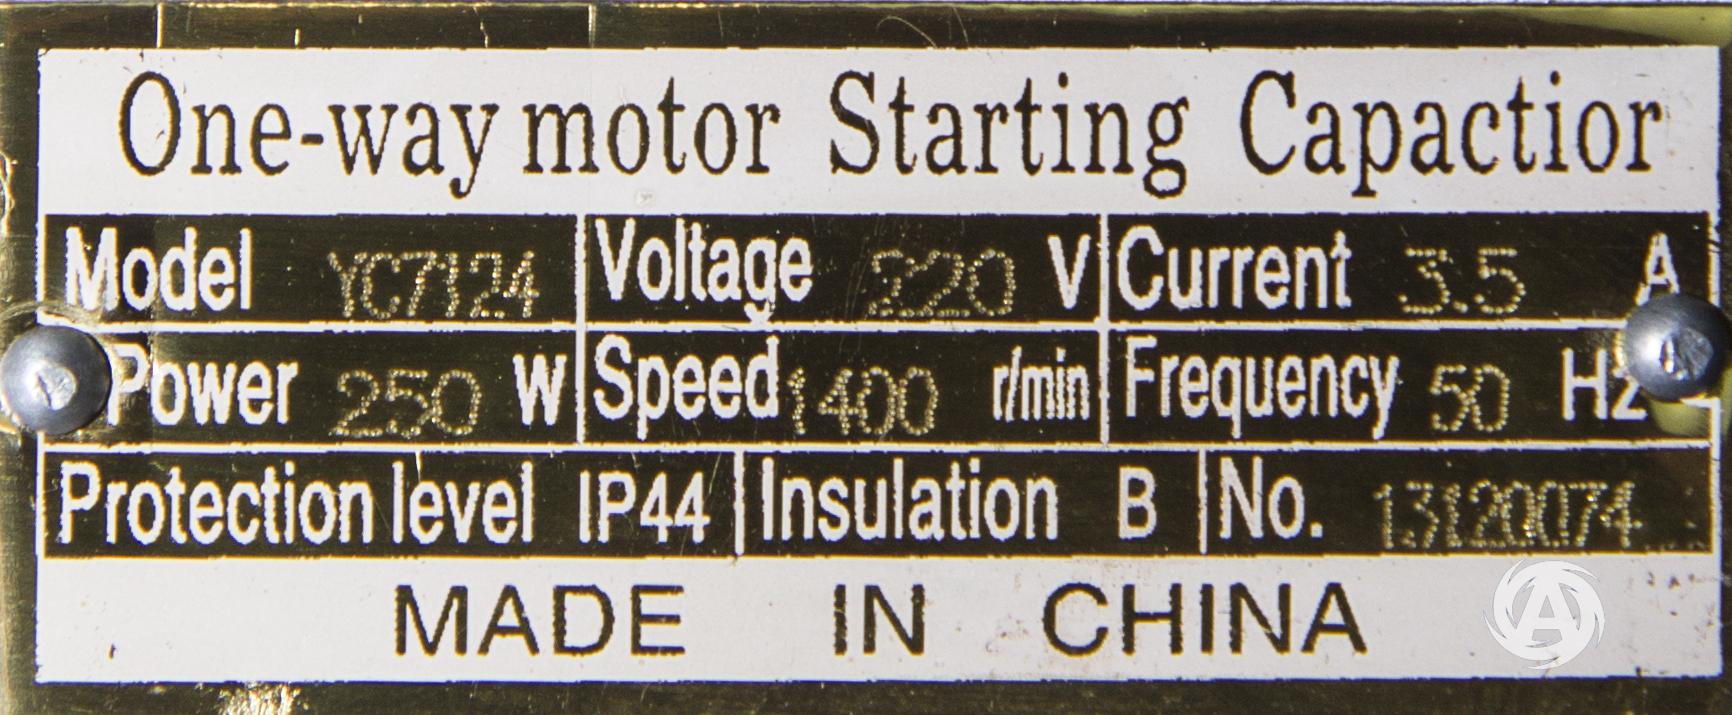 One-way motor Starting Capactior
Model YC7124 Voltage 220 V Current 3.5 A
Power 250 W Speed 1400 r/min Frequency 50 Hz
Protection level IP44 Insulation B No. 13120074
MADE IN CHINA
A